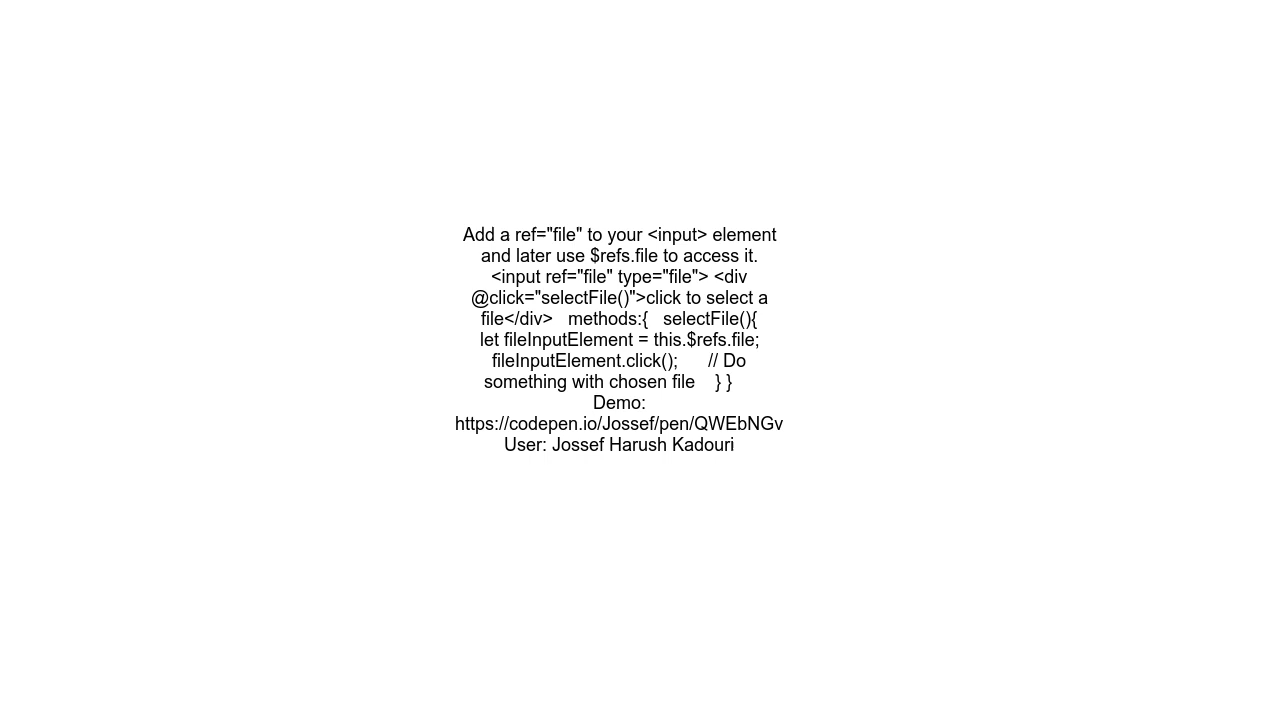 Add a ref="file" to your <input> element
and later use $refs.file to access it.
<input ref="file" type="file"> <div
@click="selectFile()">click to select a
file</div>   methods:{   selectFile(){
let fileInputElement = this.$refs.file;
fileInputElement.click();      // Do
something with chosen file    } }
Demo:
https://codepen.io/Jossef/pen/QWEbNGv
User: Jossef Harush Kadouri